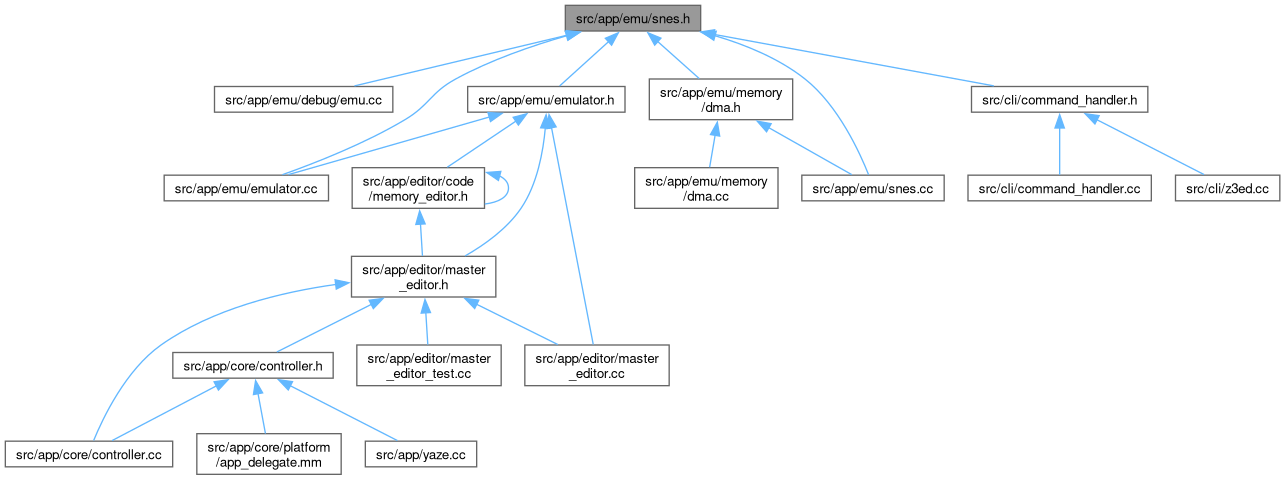 src/app/emu/snes.h
src/app/emu/debug/emu.cc
src/app/emu/emulator.h
src/app/emu/memory
/dma.h
src/cli/command_handler.h
src/app/emu/emulator.cc
src/app/editor/code
/memory_editor.h
src/app/emu/memory
/dma.cc
src/app/emu/snes.cc
src/cli/command_handler.cc
src/cli/z3ed.cc
src/app/editor/master
_editor.h
src/app/core/controller.h
src/app/editor/master
_editor_test.cc
src/app/editor/master
_editor.cc
src/app/core/controller.cc
src/app/core/platform
/app_delegate.mm
src/app/yaze.cc